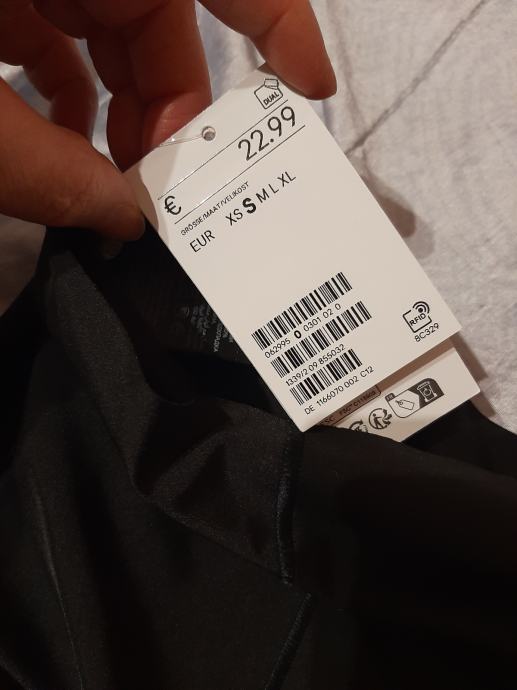 DUAL
€ 22.99
GRÖSSE/MAAT/VELIKOST
EUR XS S M L XL
062995 0 0301 02 0
1339/2 09 855032
DE 1166070 002 C12
RFID
8C329